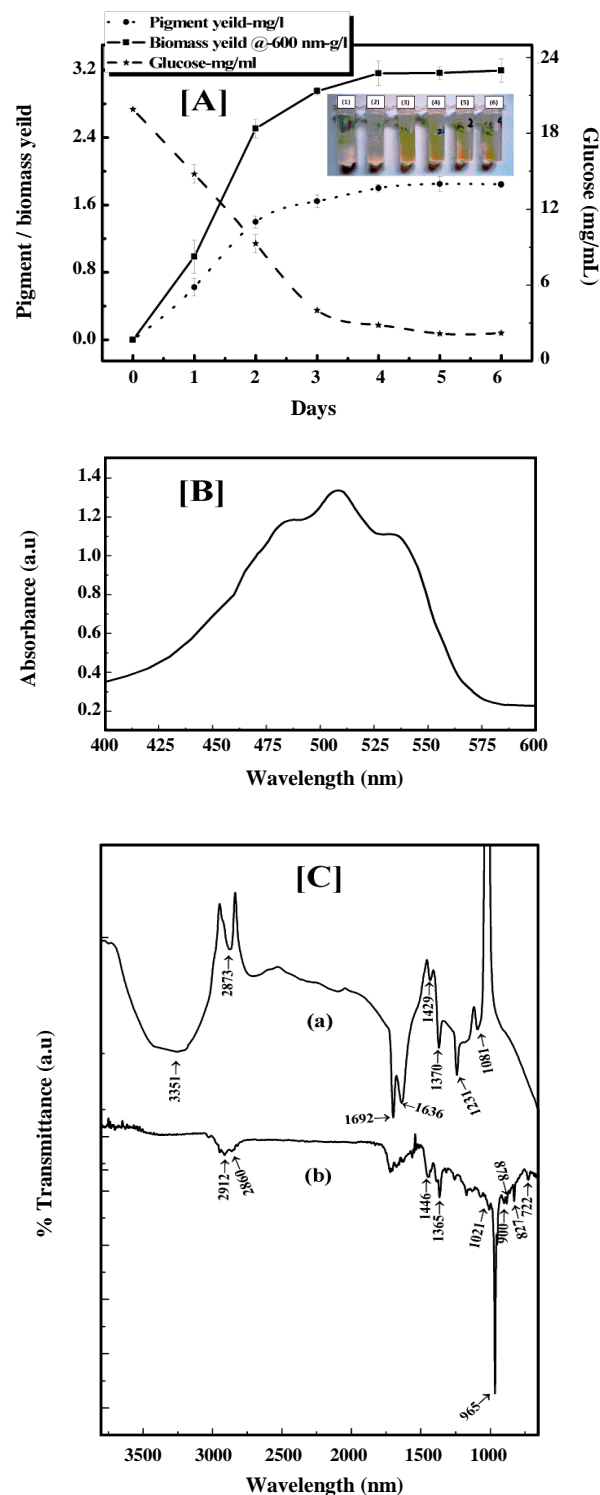 Pigment yeild-mg/l
Biomass yeild @-600 nm-g/l
Glucose-mg/ml
[A]
3.2
2.4
1.6
0.8
0.0
Pigment / biomass yeild
24
18
12
6
0
Glucose (mg/mL)
(1) (2) (3) (4) (5) (6)
0 1 2 3 4 5 6
Days
[B]
1.4
1.2
1.0
0.8
0.6
0.4
0.2
Absorbance (a.u)
400 425 450 475 500 525 550 575 600
Wavelength (nm)
[C]
% Transmittance (a.u)
(a)
3351→
2873→
1692→
←1636
1429→
1370→
1231→
←1081
(b)
2912→
←2860
1446→
1365→
1021→
965→
900→
878→
827→
722→
3500 3000 2500 2000 1500 1000
Wavelength (nm)